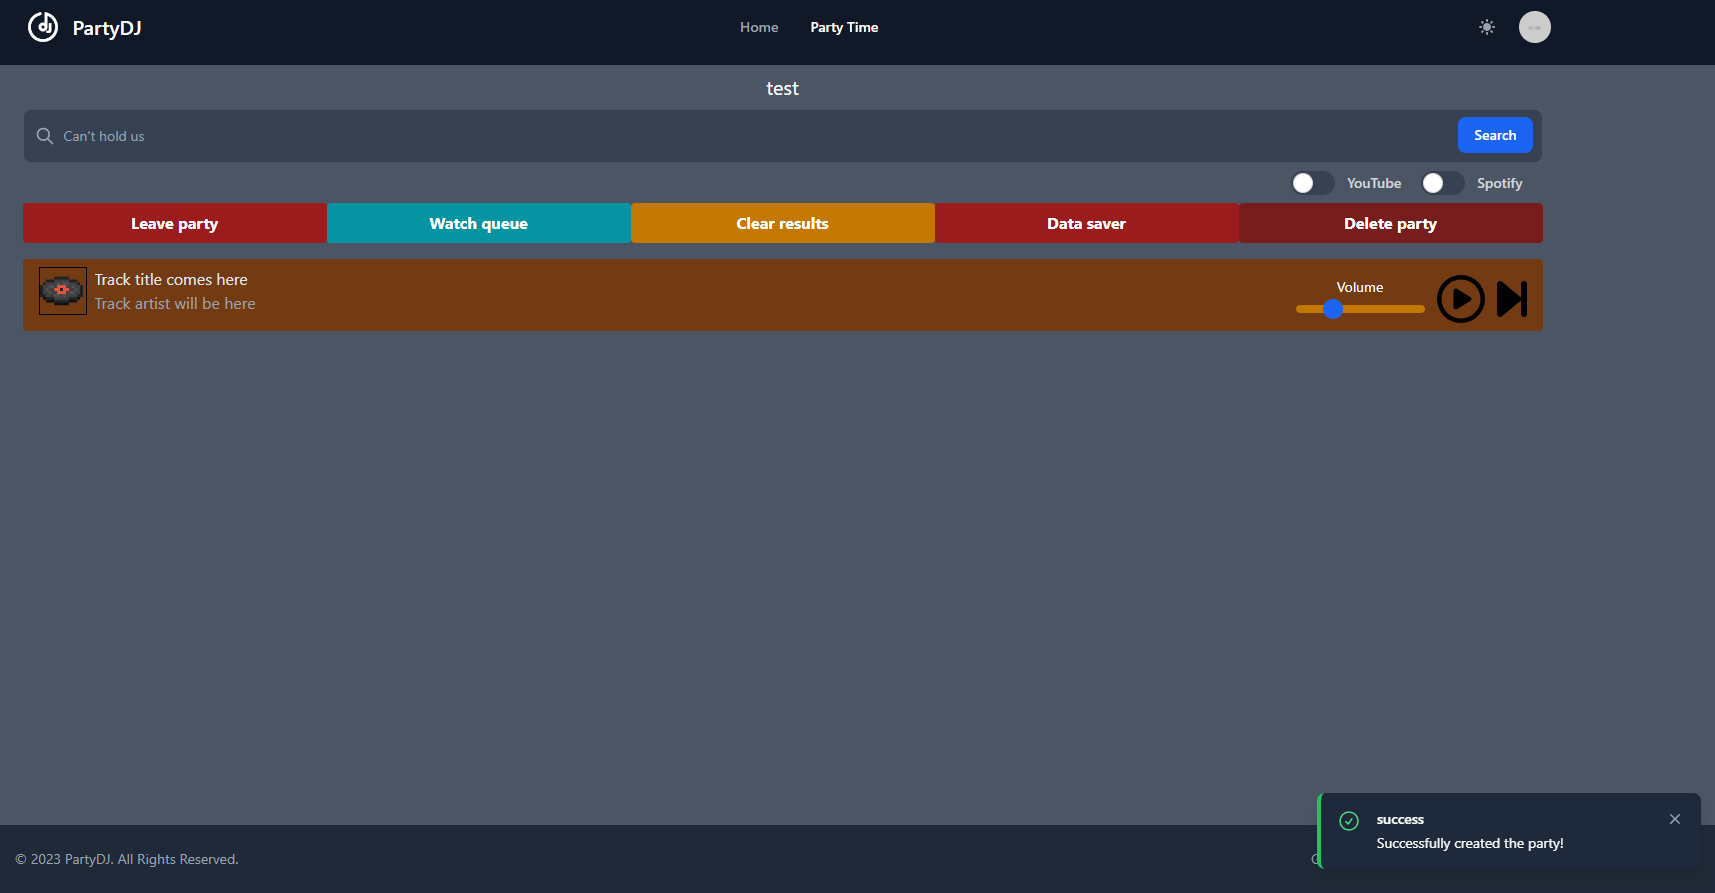 PartyDJ
Home
Party Time
test
Can't hold us
Search
YouTube
Spotify
Leave party
Watch queue
Clear results
Data saver
Delete party
Track title comes here
Track artist will be here
Volume
success
Successfully created the party!
© 2023 PartyDJ. All Rights Reserved.